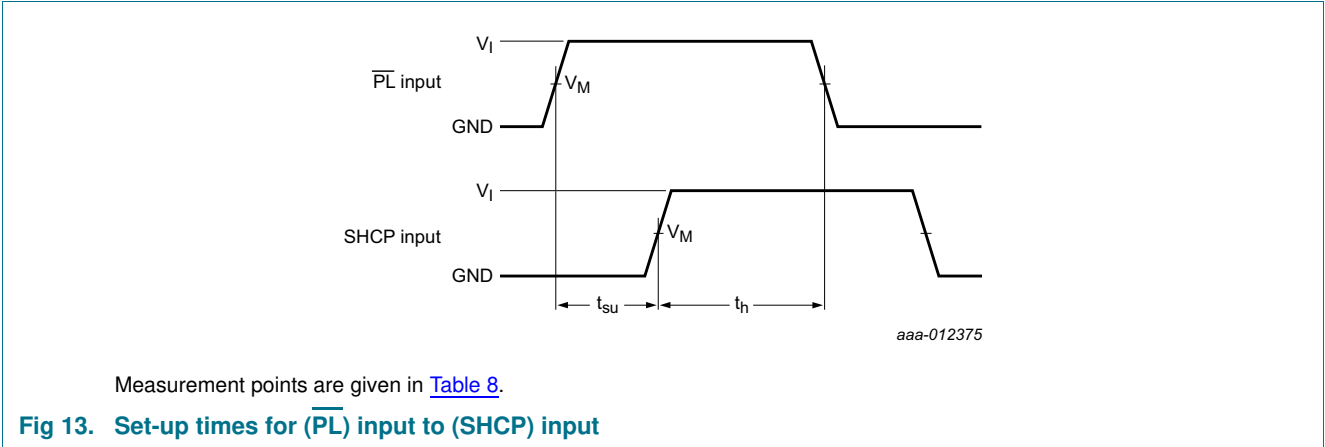 VI
PL input
VM
GND
VI
SHCP input
VM
GND
tsu
th
aaa-012375
Measurement points are given in Table 8.
Fig 13. Set-up times for (PL) input to (SHCP) input